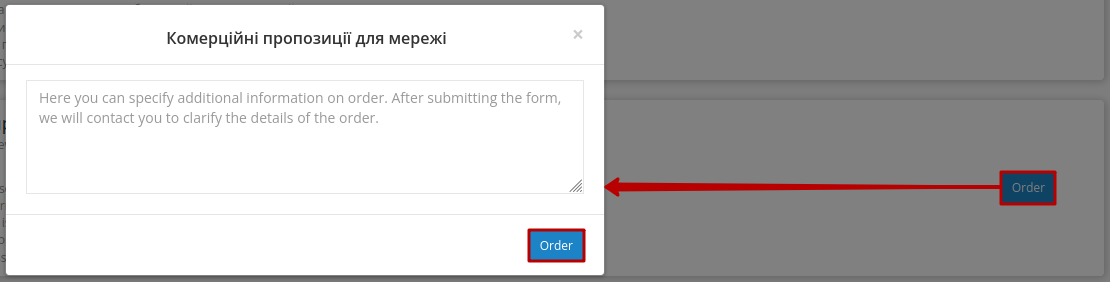 Комерційні пропозиції для мережі
×
Here you can specify additional information on order. After submitting the form,
we will contact you to clarify the details of the order.
Order
Order